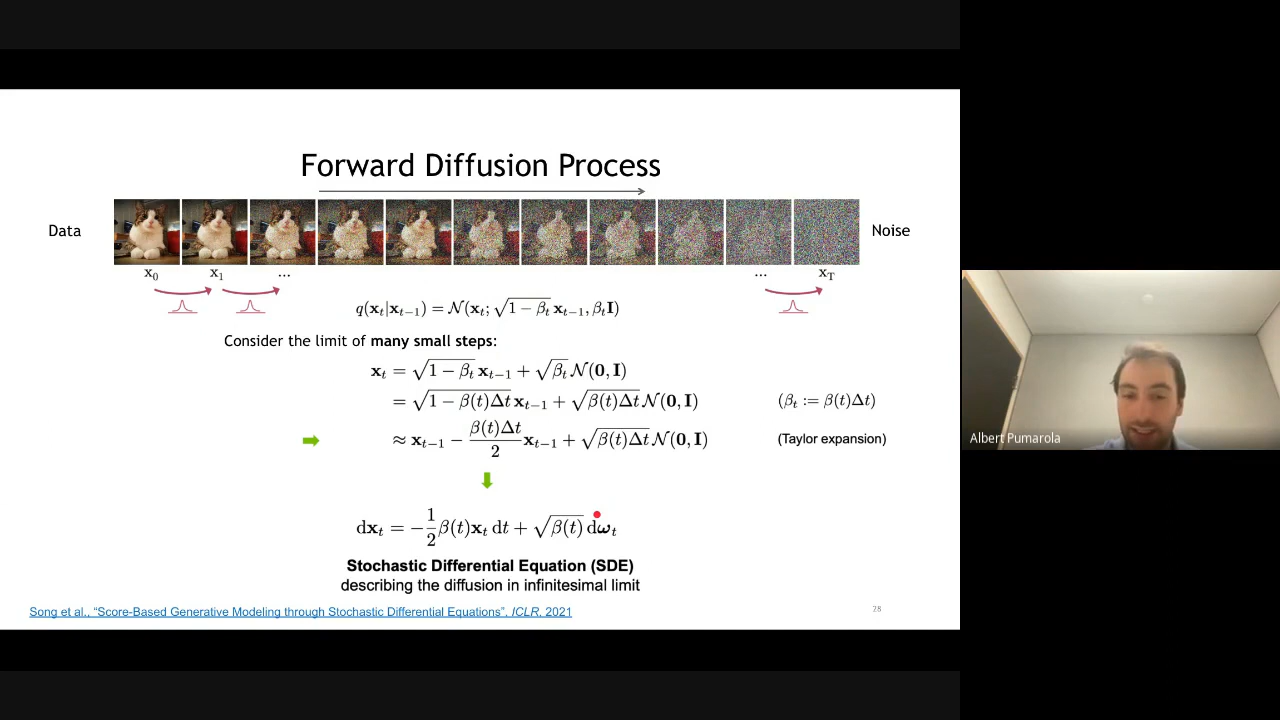 Forward Diffusion Process
Data
Noise
x₀ x₁ ... ... x_T
q(𝐱ₜ|𝐱ₜ₋₁) = 𝒩(𝐱ₜ; √(1 − βₜ) 𝐱ₜ₋₁, βₜ𝐈)
Consider the limit of many small steps:
𝐱ₜ = √(1 − βₜ) 𝐱ₜ₋₁ + √(βₜ) 𝒩(𝟎, 𝐈)
= √(1 − β(t)Δt) 𝐱ₜ₋₁ + √(β(t)Δt) 𝒩(𝟎, 𝐈) (βₜ := β(t)Δt)
≈ 𝐱ₜ₋₁ − β(t)Δt/2 𝐱ₜ₋₁ + √(β(t)Δt) 𝒩(𝟎, 𝐈) (Taylor expansion)
d𝐱ₜ = −1/2 β(t)𝐱ₜ dt + √(β(t)) d𝝎ₜ
Stochastic Differential Equation (SDE)
describing the diffusion in infinitesimal limit
Song et al., “Score-Based Generative Modeling through Stochastic Differential Equations”, ICLR, 2021
28
Albert Pumarola